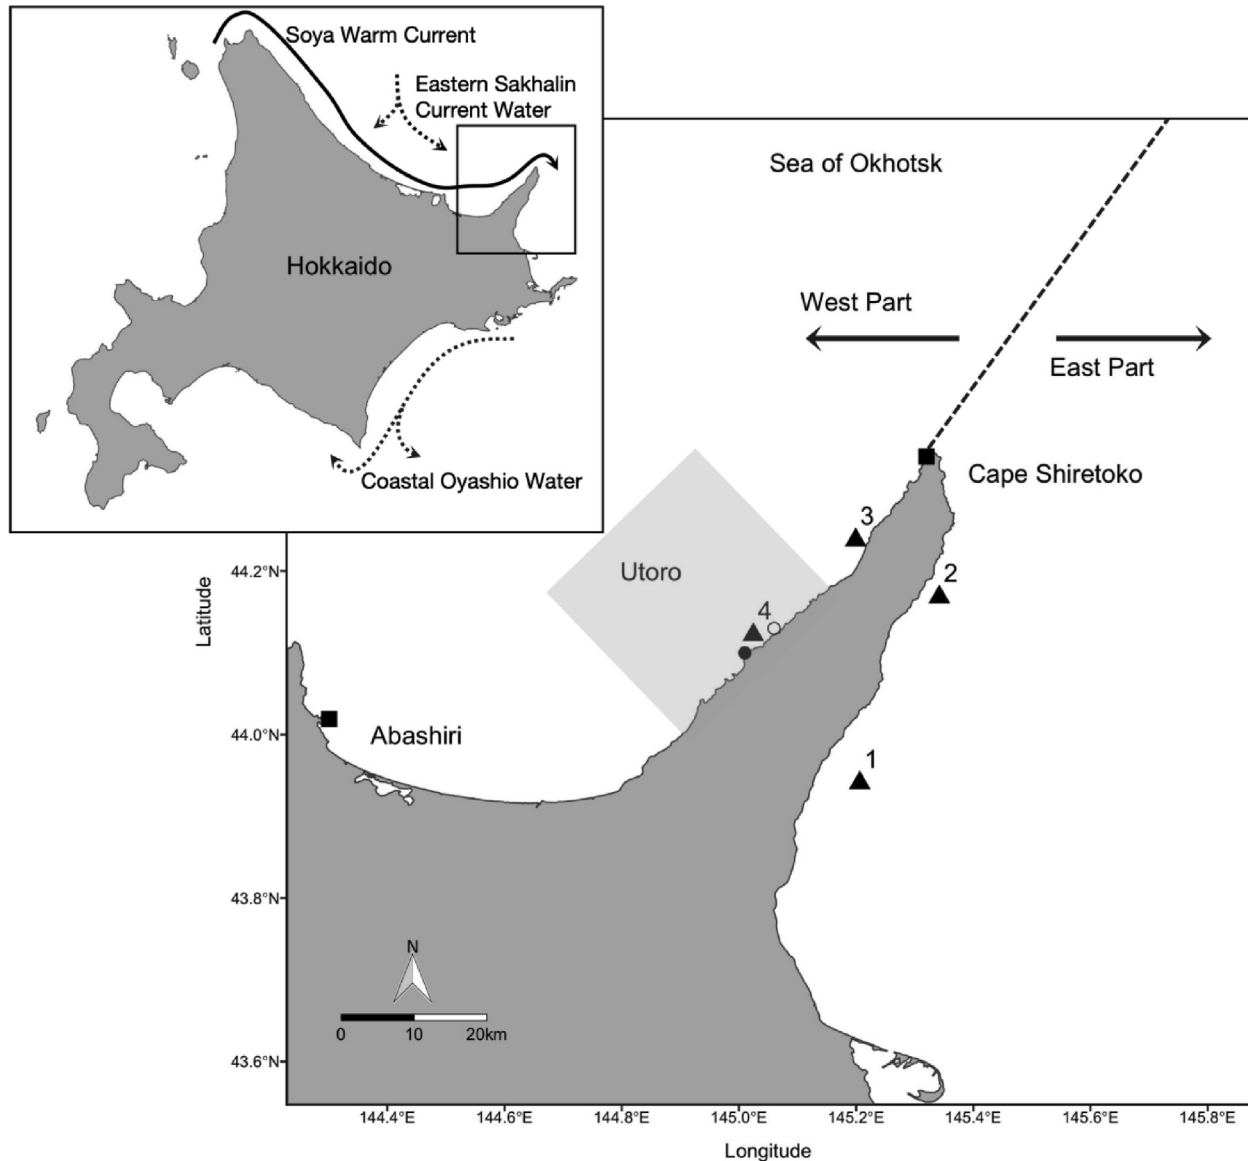 Soya Warm Current
Eastern Sakhalin
Current Water
Hokkaido
Coastal Oyashio Water
Sea of Okhotsk
West Part
East Part
Cape Shiretoko
3
Utoro
2
4
Abashiri
1
N
0
10
20km
44.2°N
44.0°N
43.8°N
43.6°N
Latitude
144.4°E
144.6°E
144.8°E
145.0°E
145.2°E
145.4°E
145.6°E
145.8°E
Longitude